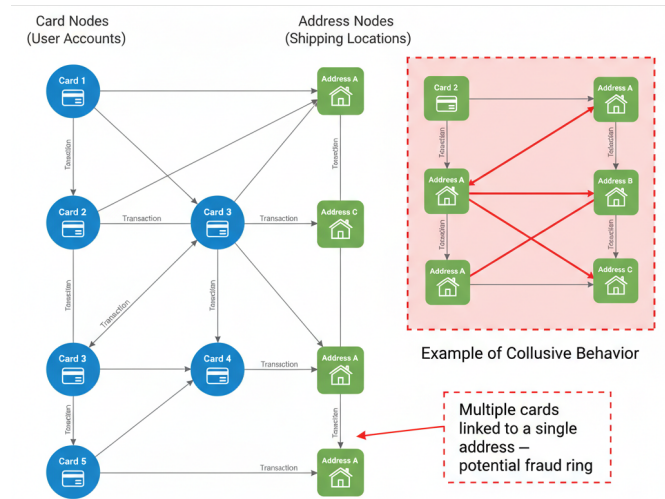 Card Nodes
(User Accounts)
Address Nodes
(Shipping Locations)
Card 1
Address A
Card 2
Transaction
Card 3
Transaction
Address C
Card 3
Card 4
Transaction
Address A
Card 5
Transaction
Address A
Card 2
Address A
Address A
Address B
Address A
Address C
Example of Collusive Behavior
Multiple cards
linked to a single
address –
potential fraud ring